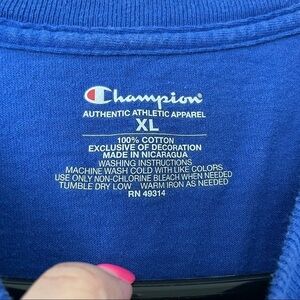 Champion
AUTHENTIC ATHLETIC APPAREL
XL
100% COTTON
EXCLUSIVE OF DECORATION
MADE IN NICARAGUA
WASHING INSTRUCTIONS
MACHINE WASH COLD WITH LIKE COLORS
USE ONLY NON-CHLORINE BLEACH WHEN NEEDED
TUMBLE DRY LOW WARM IRON AS NEEDED
RN 49314